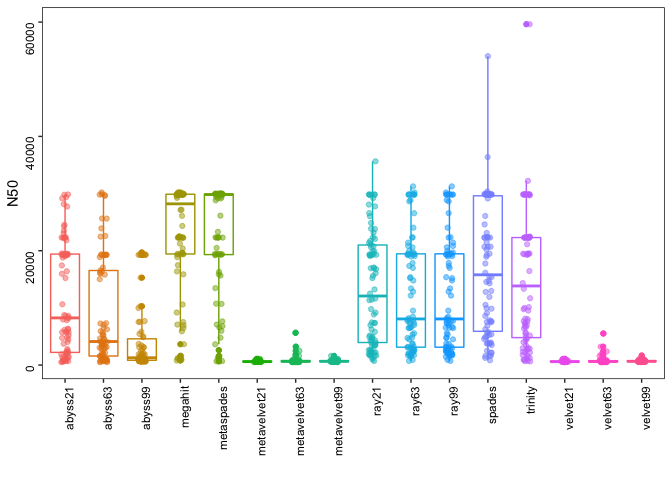 N50
60000
40000
20000
0
abyss21
abyss63
abyss99
megahit
metaspades
metavelvet21
metavelvet63
metavelvet99
ray21
ray63
ray99
spades
trinity
velvet21
velvet63
velvet99